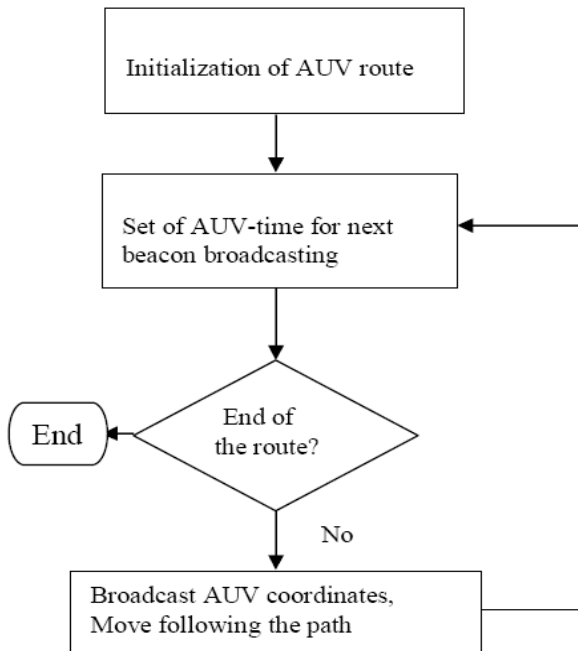 Initialization of AUV route
Set of AUV-time for next
beacon broadcasting
End of
the route?
End
No
Broadcast AUV coordinates,
Move following the path